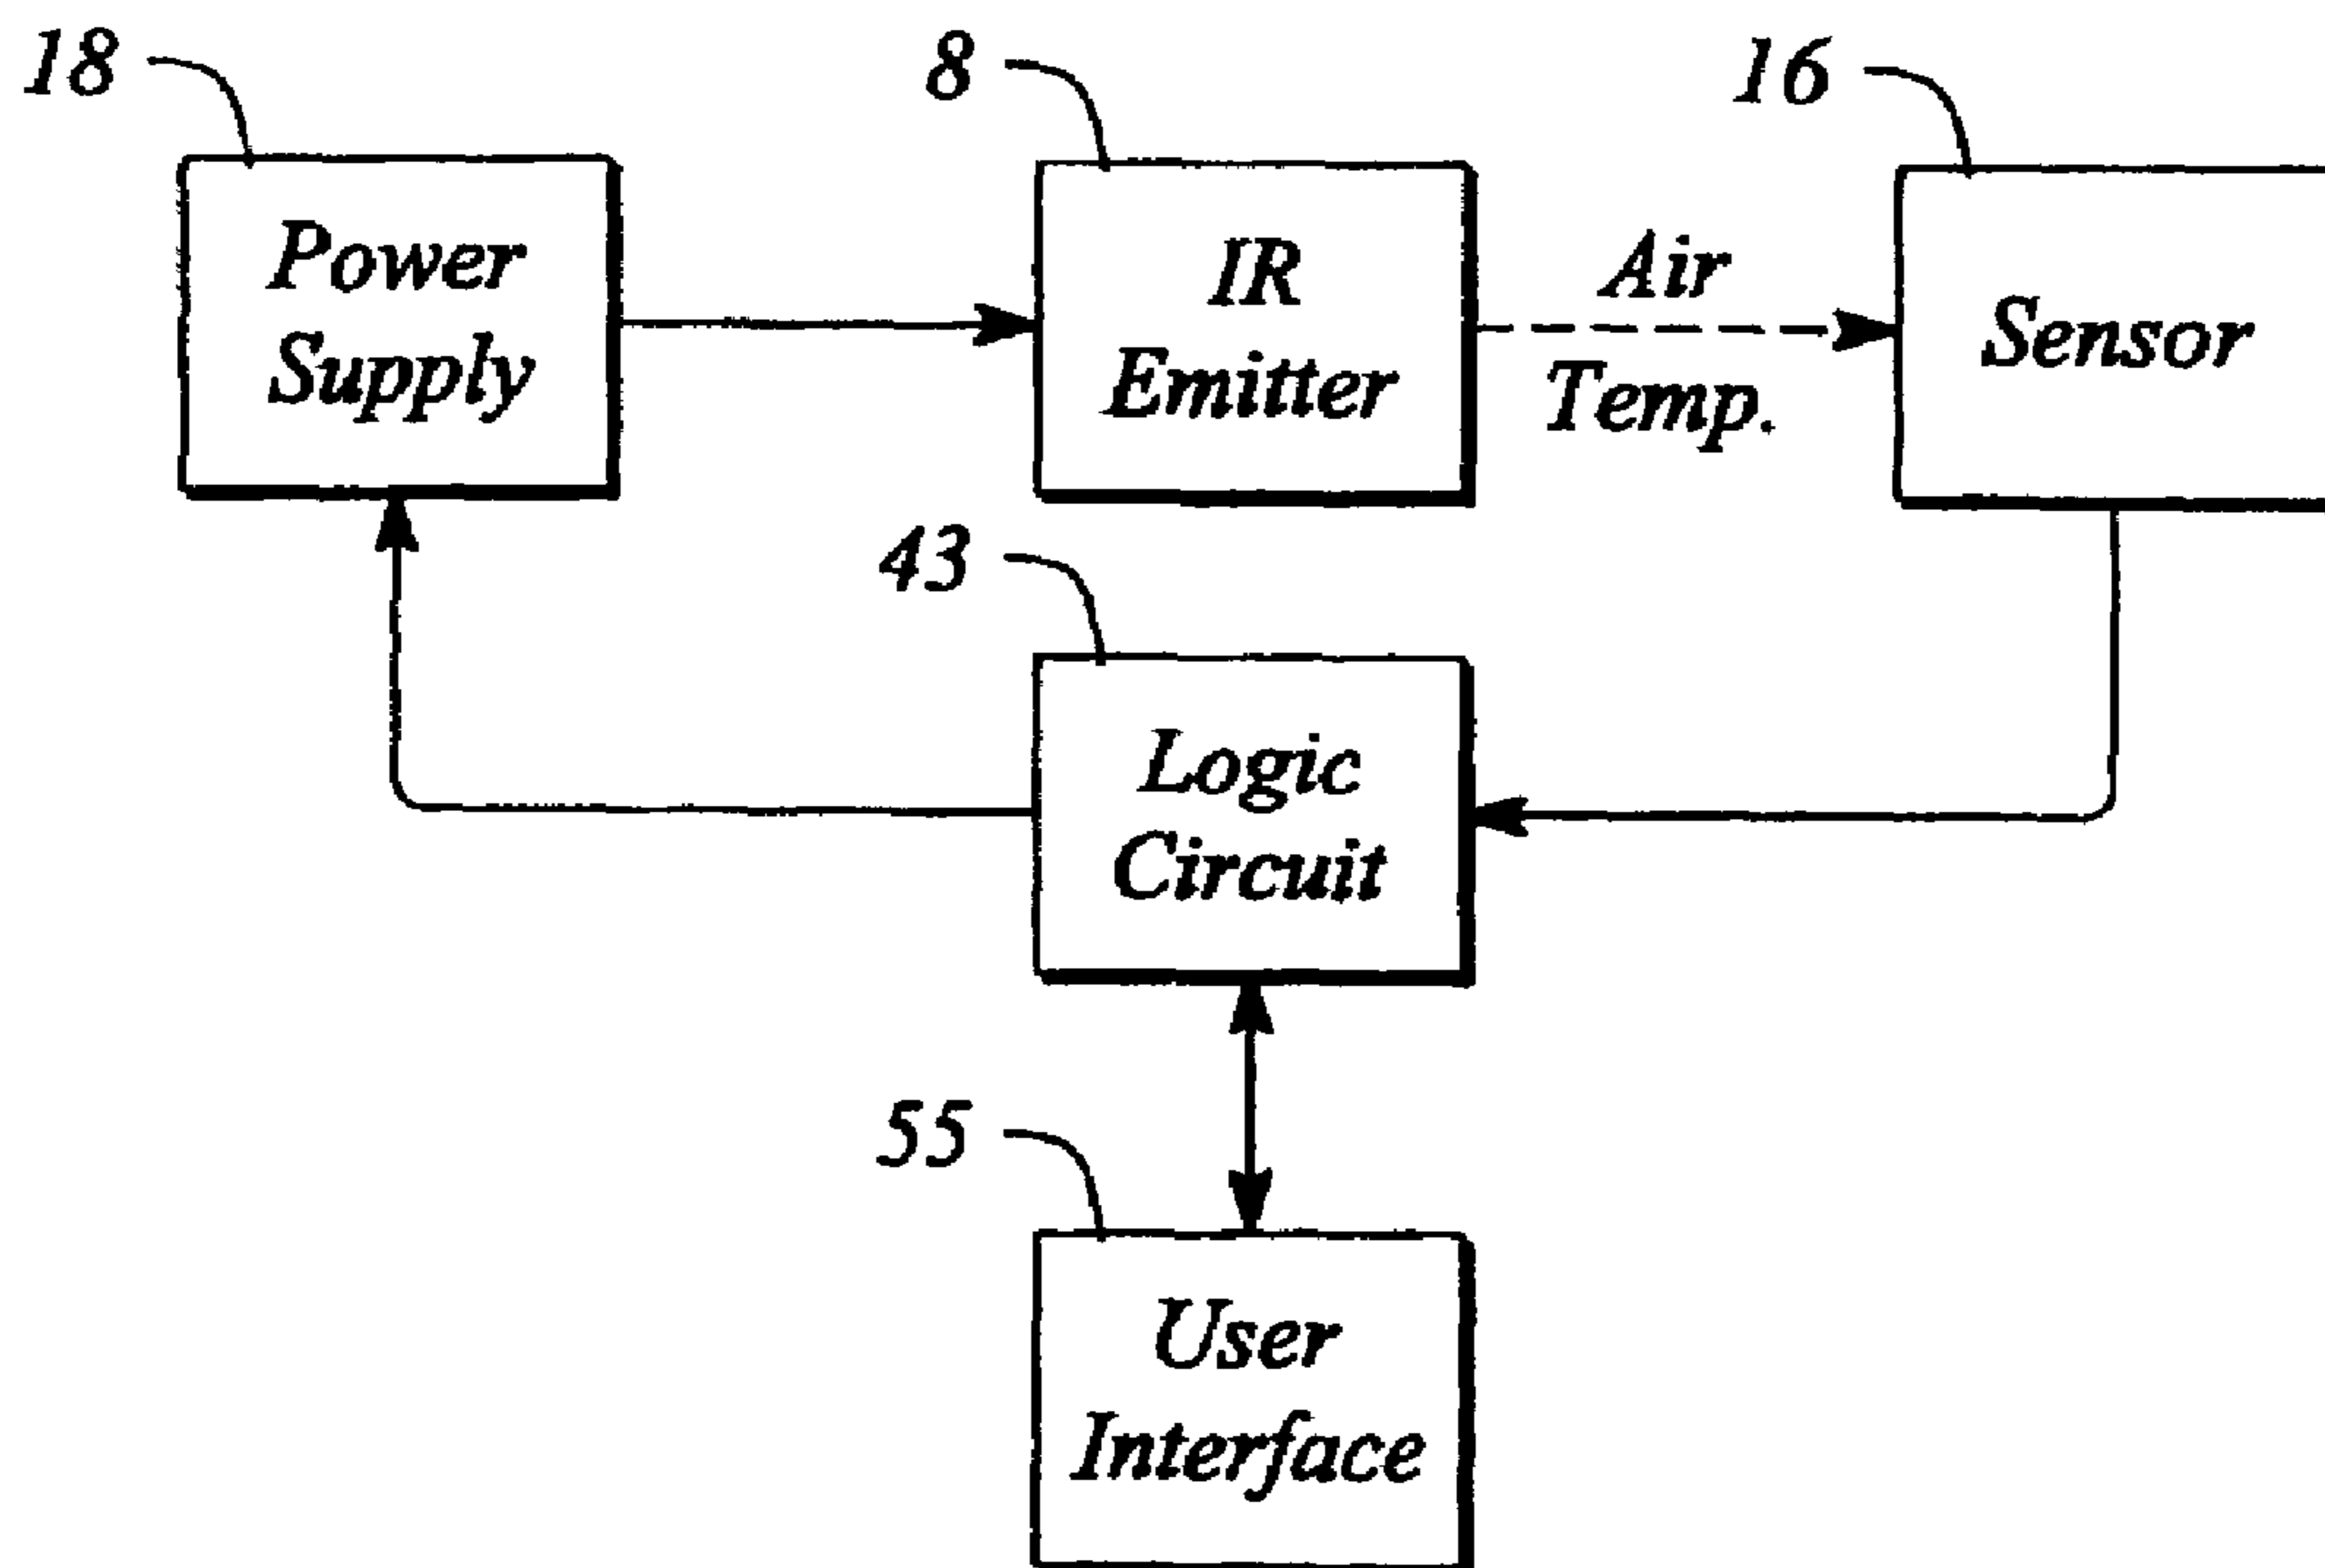 18
8
16
Power
Supply
IR
Emitter
Air
Temp.
Sensor
43
Logic
Circuit
55
User
Interface